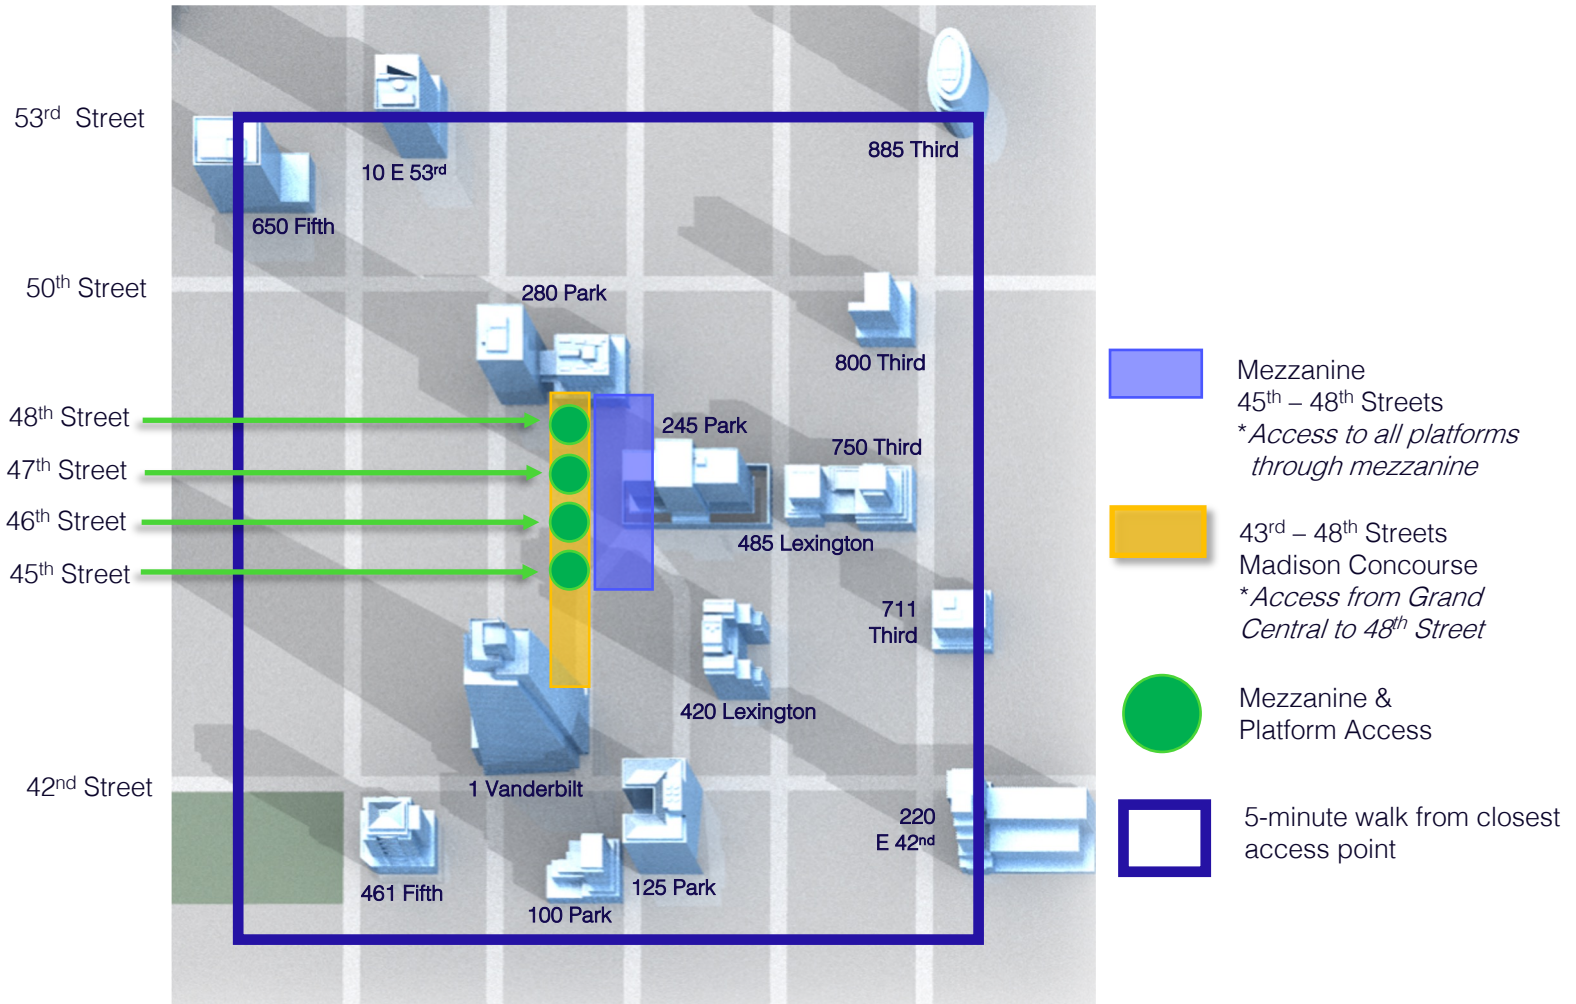 53rd Street
10 E 53rd
885 Third
650 Fifth
50th Street
280 Park
800 Third
48th Street
47th Street
46th Street
45th Street
245 Park
750 Third
485 Lexington
711
Third
420 Lexington
42nd Street
1 Vanderbilt
220
E 42nd
461 Fifth
125 Park
100 Park
Mezzanine
45th – 48th Streets
*Access to all platforms
through mezzanine
43rd – 48th Streets
Madison Concourse
*Access from Grand
Central to 48th Street
Mezzanine &
Platform Access
5-minute walk from closest
access point